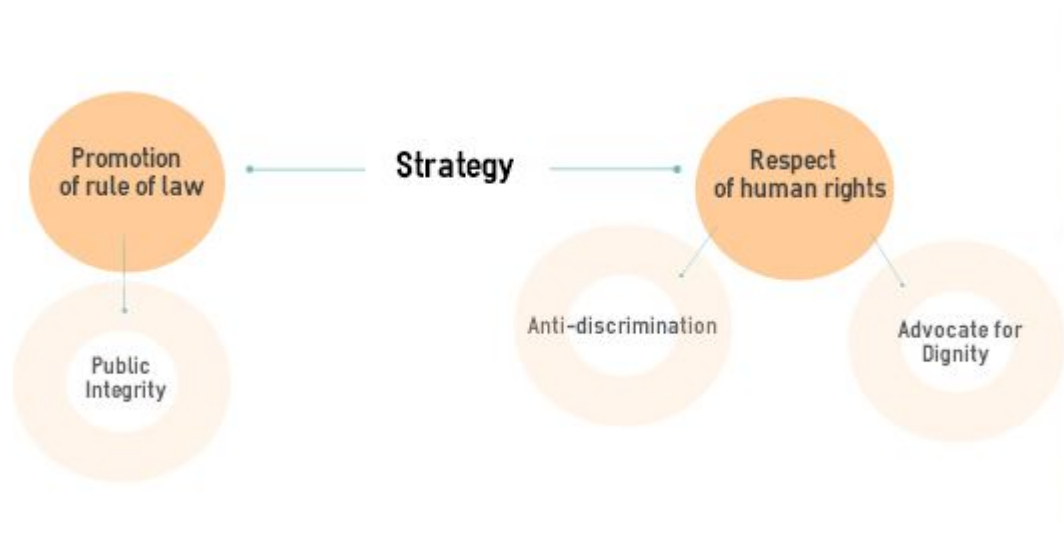 Promotion
of rule of law
Strategy
Respect
of human rights
Public
Integrity
Anti-discrimination
Advocate for
Dignity